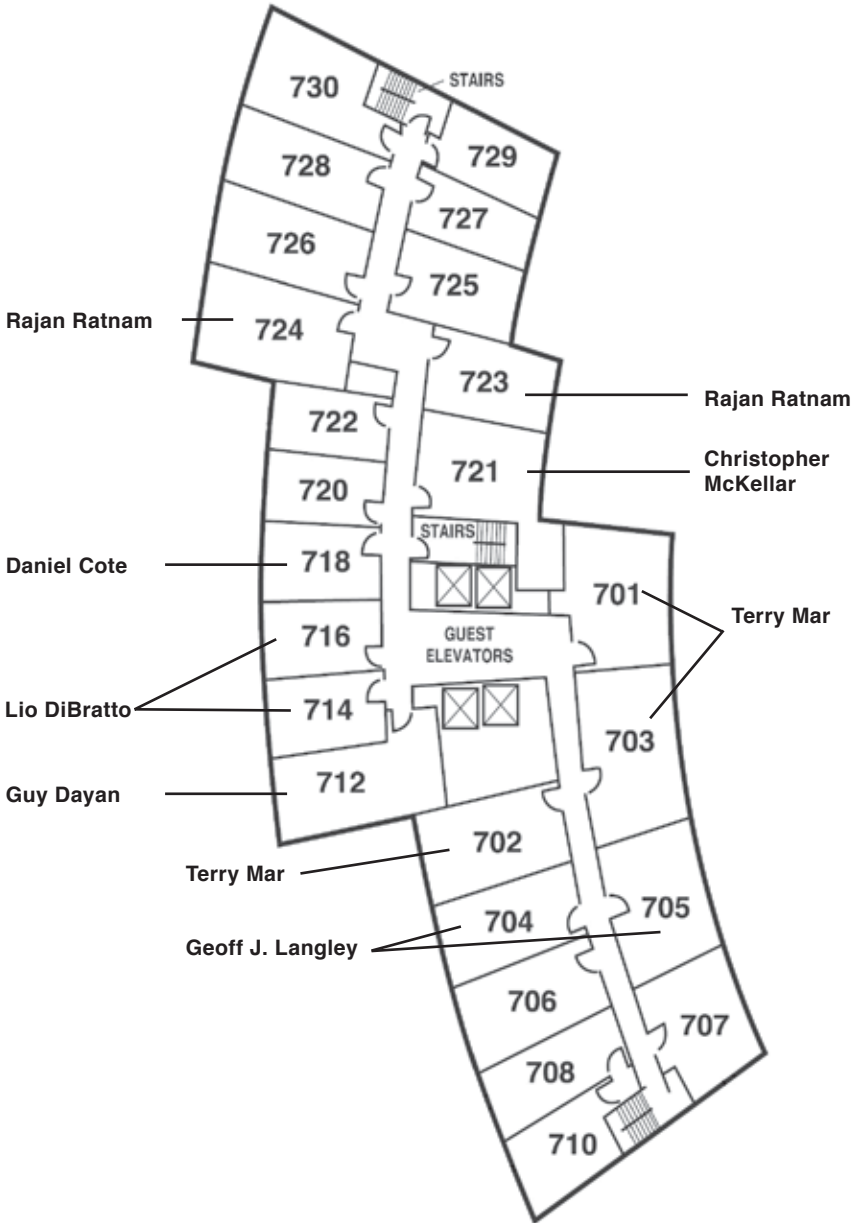 730
STAIRS
729
728
727
726
725
Rajan Ratnam
724
723
Rajan Ratnam
722
721
Christopher
McKellar
720
STAIRS
Daniel Cote
718
701
Terry Mar
716
GUEST
ELEVATORS
Lio DiBratto
714
703
Guy Dayan
712
702
Terry Mar
704
705
Geoff J. Langley
706
707
708
710